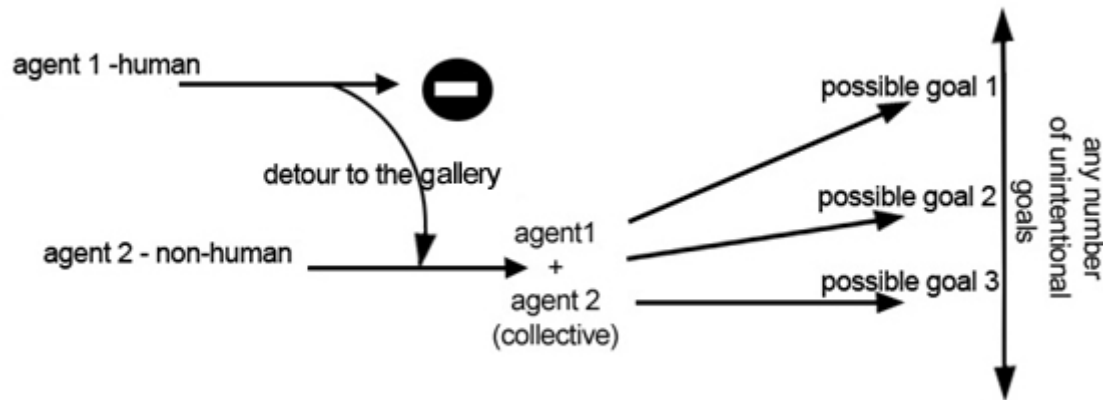 agent 1 -human
possible goal 1
detour to the gallery
possible goal 2
agent 2 - non-human
agent1
+
agent 2
(collective)
possible goal 3
any number
of unintentional
goals